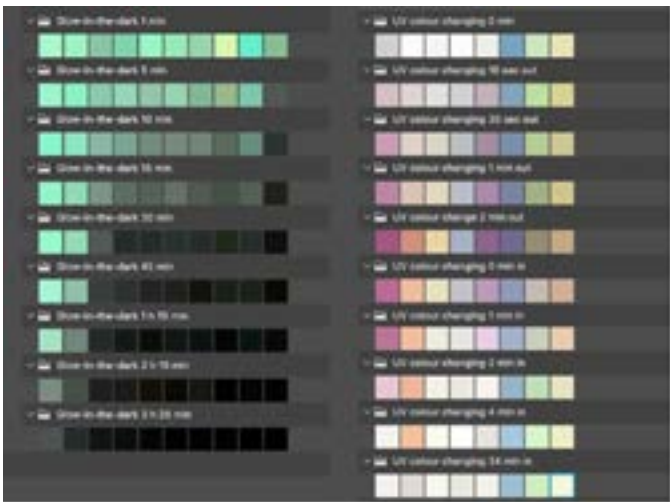 Glow-in-the-dark 1 min
Glow-in-the-dark 5 min
Glow-in-the-dark 10 min
Glow-in-the-dark 15 min
Glow-in-the-dark 30 min
Glow-in-the-dark 45 min
Glow-in-the-dark 1 h 15 min
Glow-in-the-dark 2 h 15 min
Glow-in-the-dark 3 h 20 min
UV colour changing 0 min
UV colour changing 10 sec out
UV colour changing 30 sec out
UV colour changing 1 min out
UV colour change 2 min out
UV colour changing 0 min in
UV colour changing 1 min in
UV colour changing 2 min in
UV colour changing 4 min in
UV colour changing 14 min in